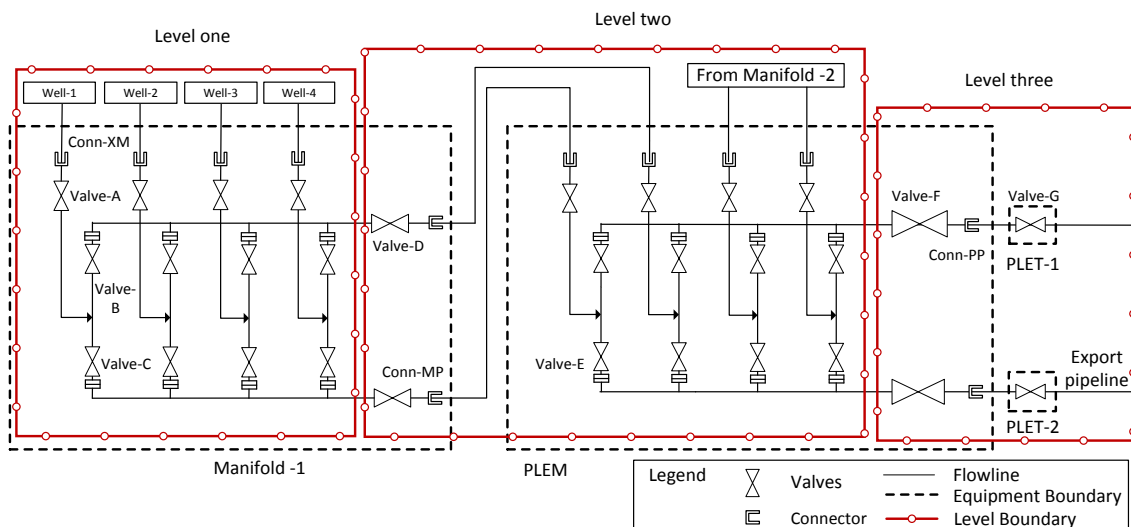 Level one
Level two
Level three
Well-1
Well-2
Well-3
Well-4
From Manifold -2
Conn-XM
Valve-A
Valve-F
Valve-G
Valve-D
Conn-PP
PLET-1
Valve-
B
Valve-C
Conn-MP
Valve-E
Export
pipeline
PLET-2
Manifold -1
PLEM
Legend
Valves
Connector
Flowline
Equipment Boundary
Level Boundary